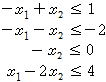 -x₁ + x₂ ≤ 1
-x₁ - x₂ ≤ -2
- x₂ ≤ 0
x₁ - 2x₂ ≤ 4